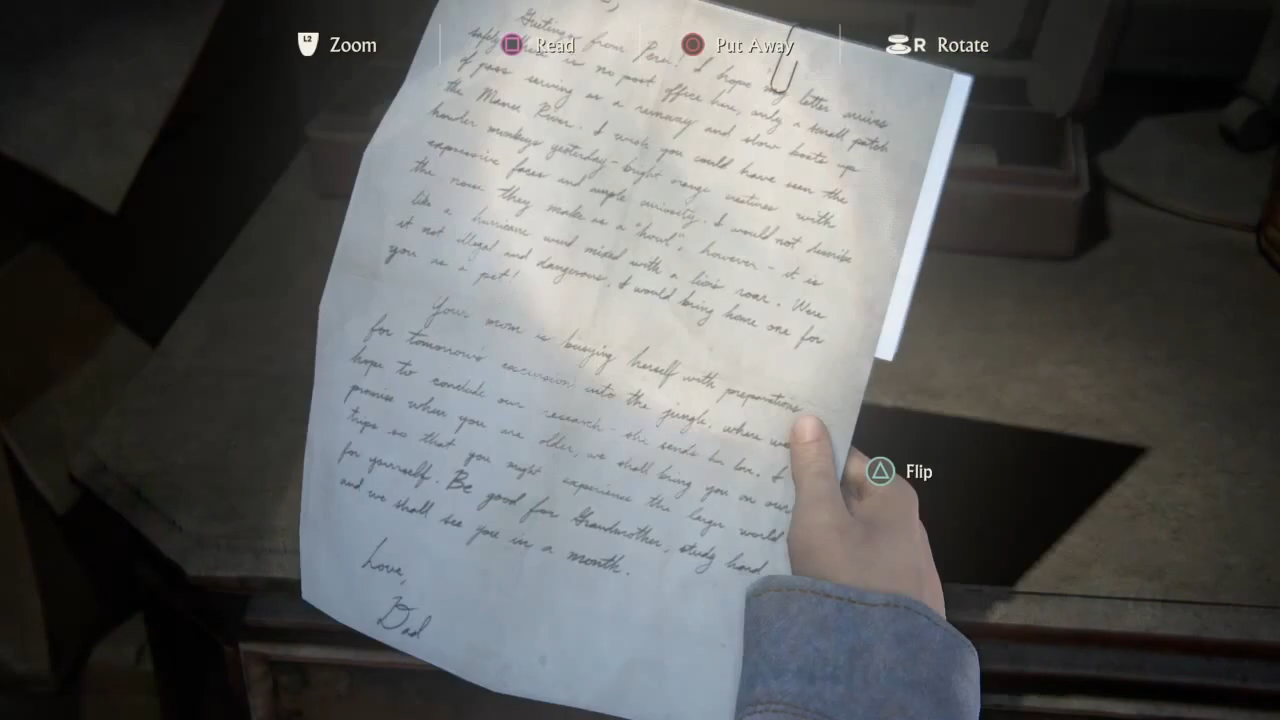 L2 Zoom
Read
Put Away
R Rotate
Greetings from Peru! I hope my letter arrives
safely, there is no post office here, only a small patch
of grass serving as a runway and slow boats up
the Manu River. I wish you could have seen the
howler monkeys yesterday - bright orange creatures with
expressive faces and ample curiosity. I would not describe
the noise they make as a "howl", however - it is
like a hurricane wind mixed with a lion's roar. Were
it not illegal and dangerous, I would bring home one for
you as a pet!
Your mom is busying herself with preparations
for tomorrow's excursion into the jungle, where we
hope to conclude our research - she sends her love. I
promise when you are older, we shall bring you on our
trips so that you might experience the larger world
for yourself. Be good for Grandmother, study hard
and we shall see you in a month.
Love,
Dad
Flip